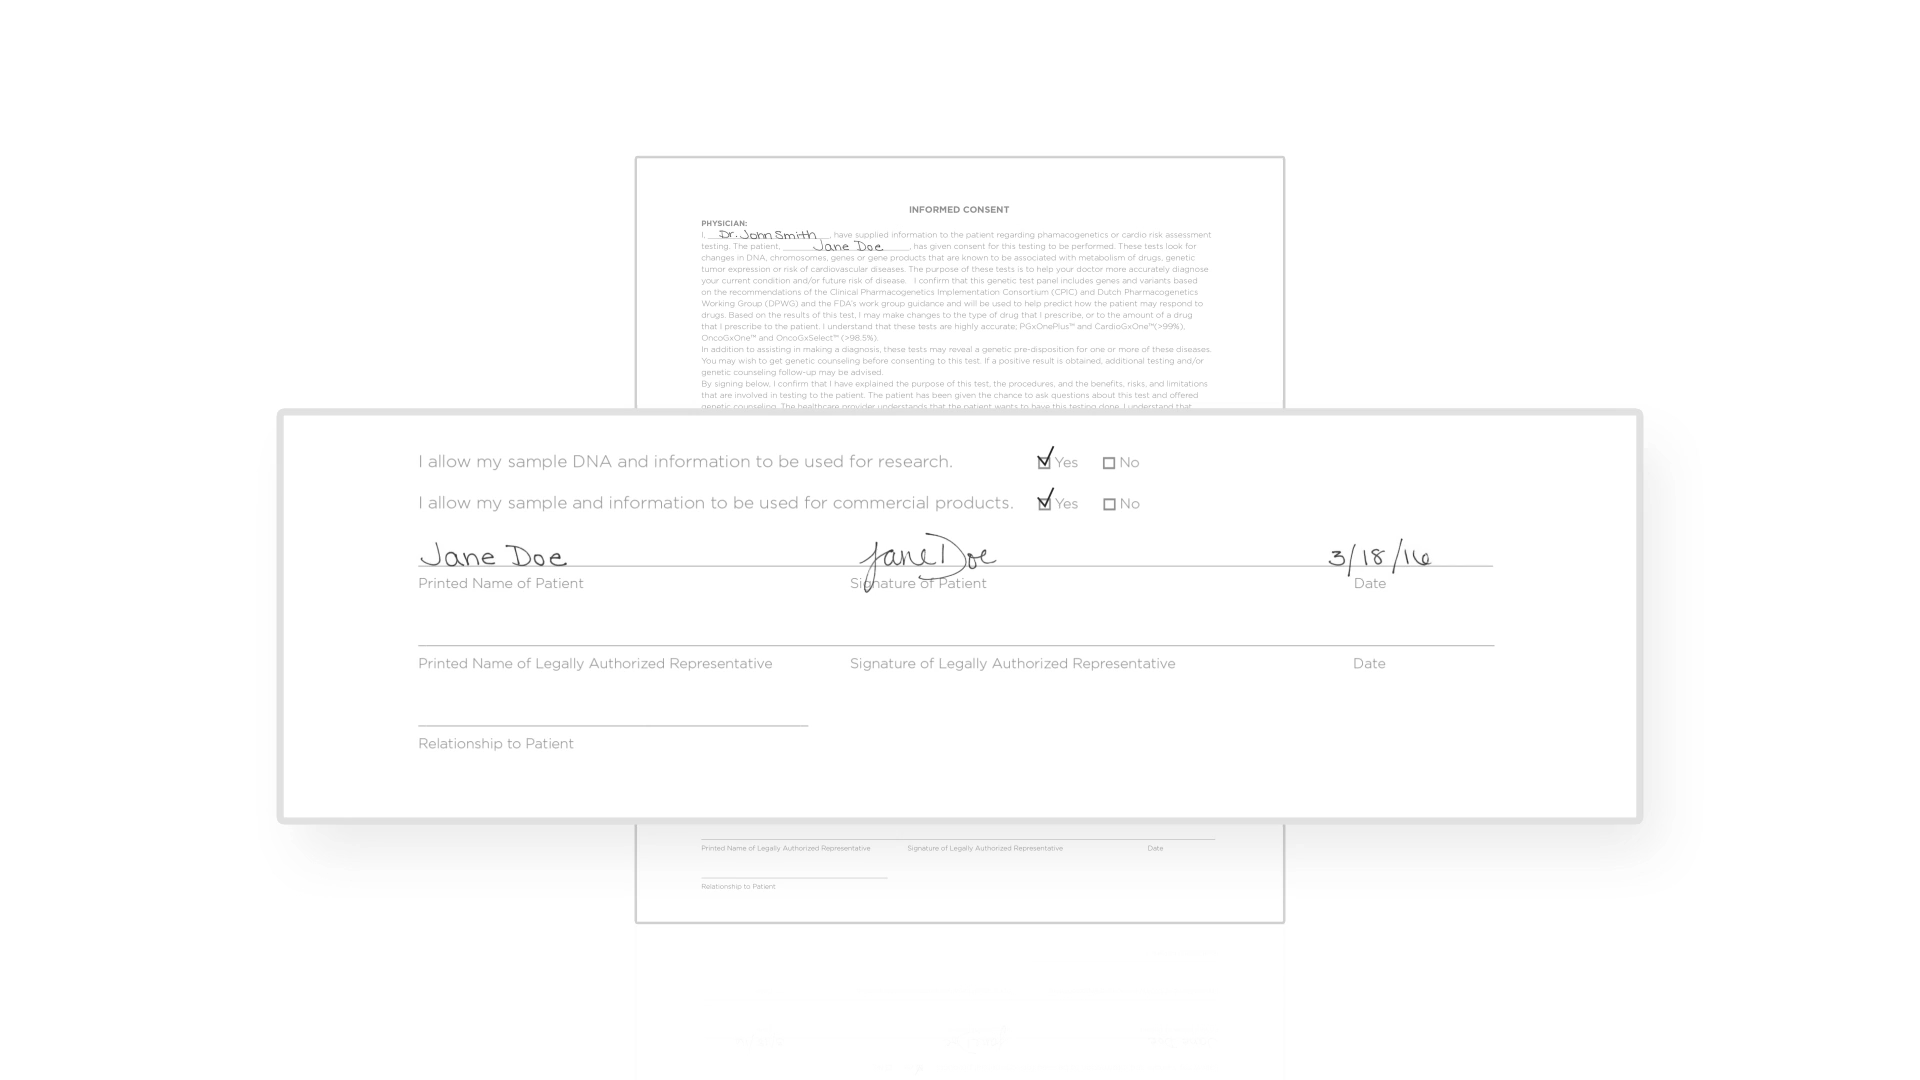 INFORMED CONSENT
PHYSICIAN:
I, Dr. John Smith, have supplied information to the patient regarding phamacogenetics or cardio risk assessment
testing. The patient, Jane Doe, has given consent for this testing to be performed. These tests look for
changes in DNA, chromosomes, genes or gene products that are known to be associated with metabolism of drugs, genetic
tumor expression or risk of cardiovascular diseases. The purpose of these tests is to help your doctor more accurately diagnose
your current condition and/or future risk of disease. I confirm that this genetic test panel includes genes and variants based
on the recommendations of the Clinical Pharmacogenetics Implementation Consortium (CPIC) and Dutch Pharmacogenetics
Working Group (DPWG) and the FDA's work group guidance and will be used to help predict how the patient may respond to
drugs. Based on the results of this test, I may make changes to the type of drug that I prescribe, or to the amount of a drug
that I prescribe to the patient. I understand that these tests are highly accurate: PGxOnePlus™ and CardioGxOne™(>99%),
OncoGxOne™ and OncoGxSelect™ (>98.5%).
In addition to assisting in making a diagnosis, these tests may reveal a genetic pre-disposition for one or more of these diseases.
You may wish to get genetic counseling before consenting to this test. If a positive result is obtained, additional testing and/or
genetic counseling follow-up may be advised.
By signing below, I confirm that I have explained the purpose of this test, the procedures, and the benefits, risks, and limitations
that are involved in testing to the patient. The patient has been given the chance to ask questions about this test and offered
genetic counseling. The healthcare provider understands that the patient wants to have this testing done. I understand that
I allow my sample DNA and information to be used for research. Yes No
I allow my sample and information to be used for commercial products. Yes No
Jane Doe Jane Doe 3/18/16
Printed Name of Patient Signature of Patient Date
Printed Name of Legally Authorized Representative Signature of Legally Authorized Representative Date
Relationship to Patient
Printed Name of Legally Authorized Representative Signature of Legally Authorized Representative Date
Relationship to Patient